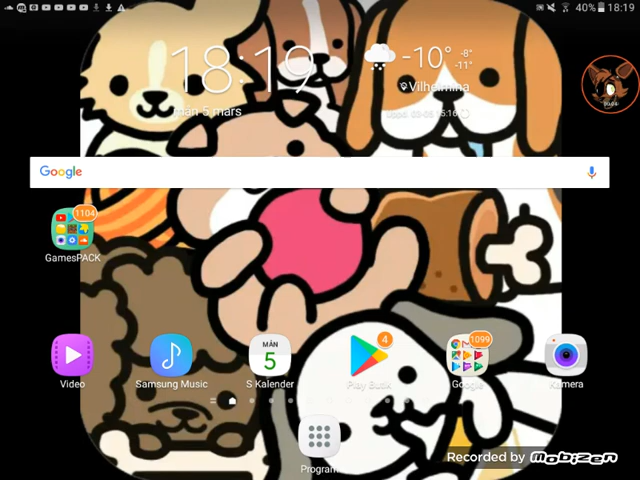 40% 18:19
18:19
-10°
-8°
-11°
Vilhelmina
mån 5 mars
Google
1104
GamesPACK
MÅN
5
4
1099
Video
Samsung Music
S Kalender
Play Butik
Google
Kamera
Program
Recorded by Mobizen